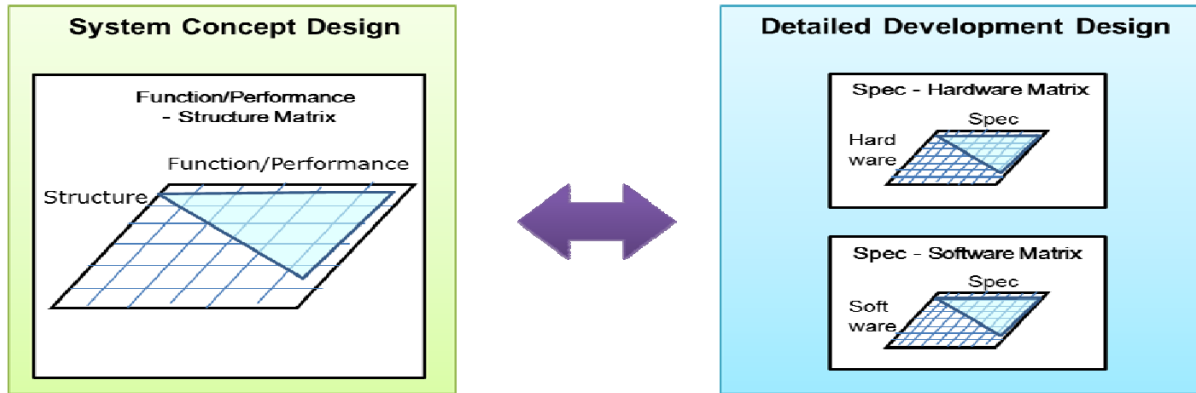 System Concept Design
Function/Performance
- Structure Matrix
Function/Performance
Structure
Detailed Development Design
Spec - Hardware Matrix
Spec
Hard
ware
Spec - Software Matrix
Spec
Soft
ware